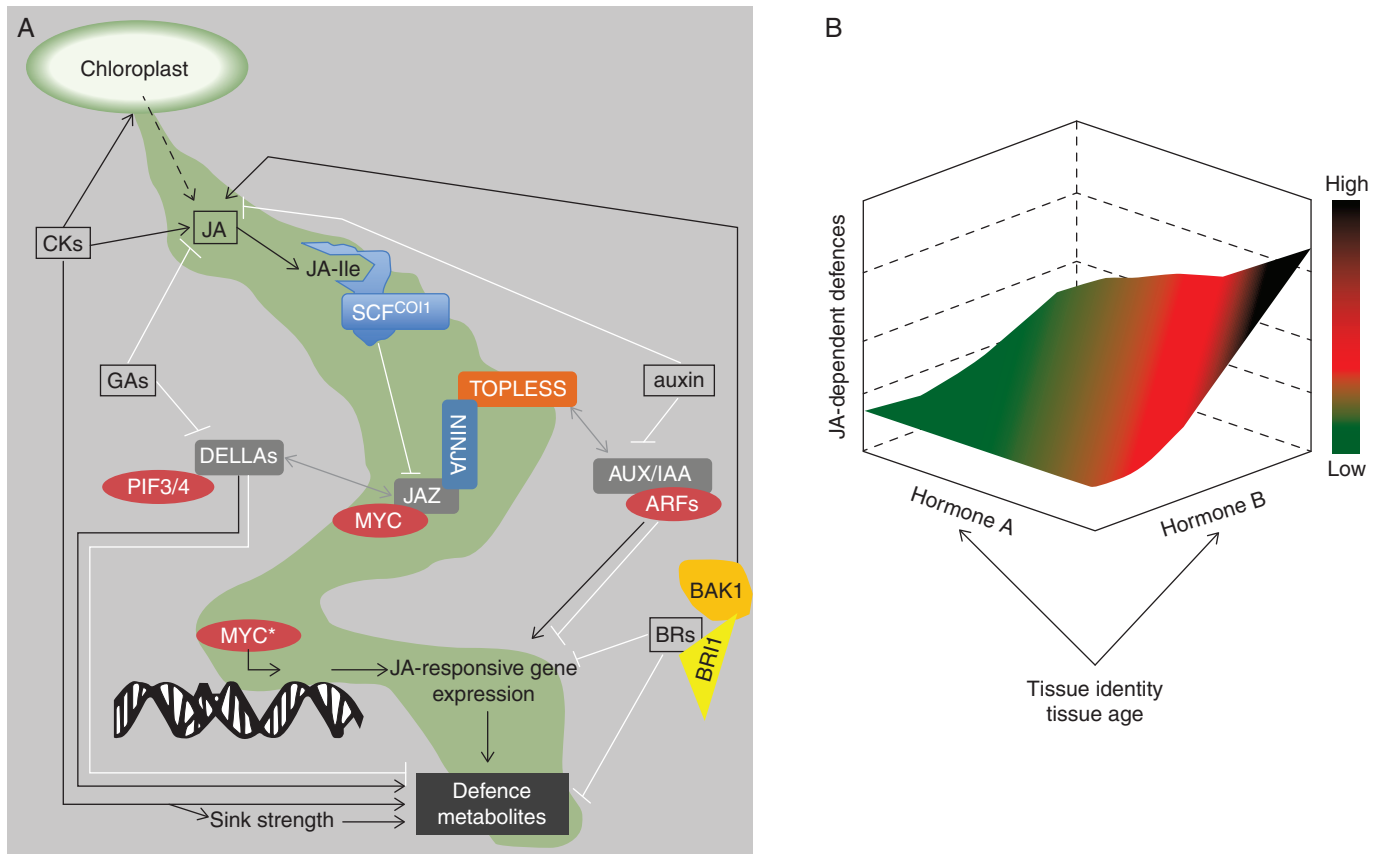 A
Chloroplast
CKs
JA
JA-Ile
SCF^COI1
GAs
auxin
TOPLESS
NINJA
DELLAs
PIF3/4
JAZ
MYC
AUX/IAA
ARFs
BAK1
BRs
BRI1
MYC*
JA-responsive gene
expression
Defence
metabolites
Sink strength
B
High
Low
JA-dependent defences
Hormone A
Hormone B
Tissue identity
tissue age